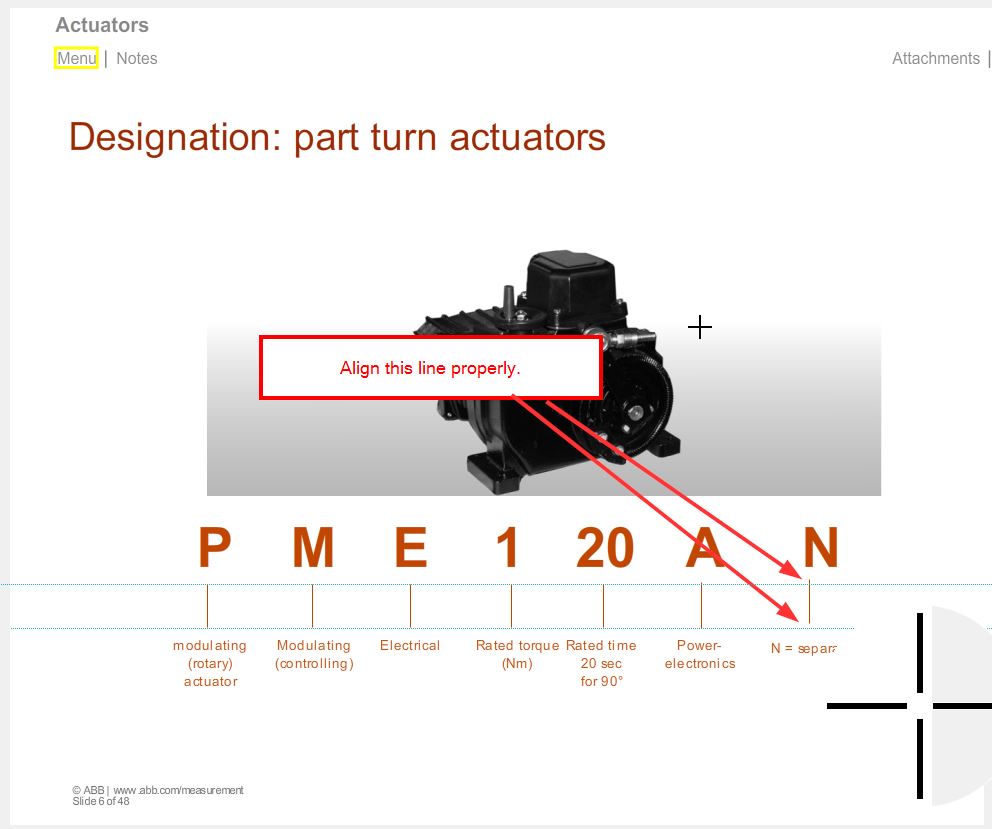 Actuators
Menu | Notes
Attachments |
Designation: part turn actuators
Align this line properly.
P M E 1 20 A N
modulating
(rotary)
actuator
Modulating
(controlling)
Electrical
Rated torque
(Nm)
Rated time
20 sec
for 90°
Power-
electronics
N =
© ABB | www.abb.com/measurement
Slide 6 of 48